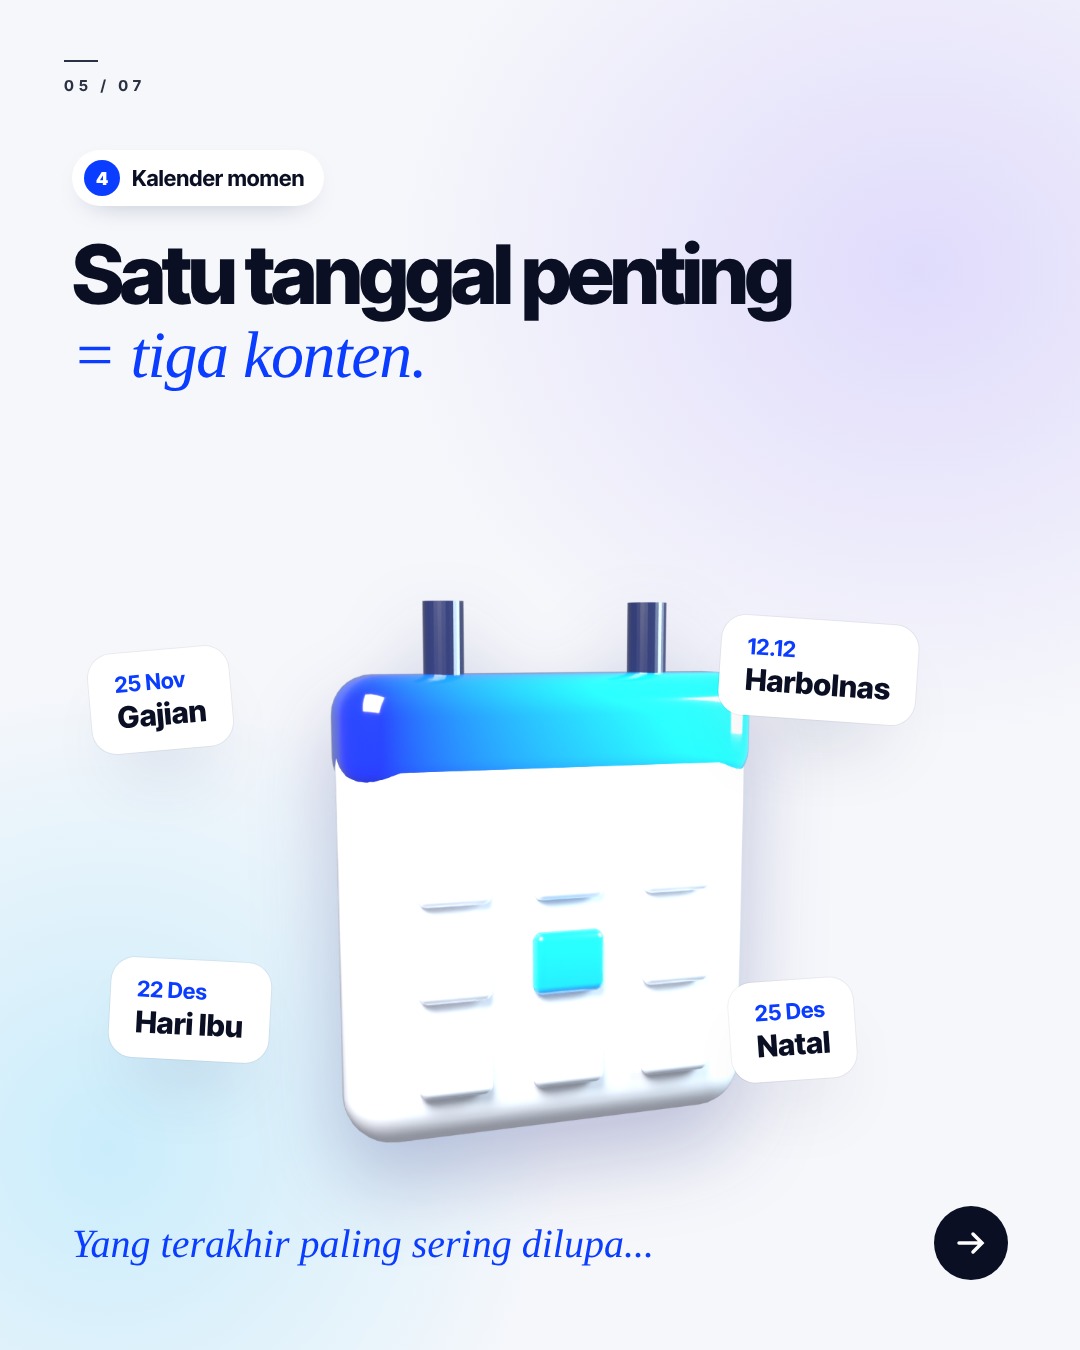 05 / 07
4 Kalender momen
Satu tanggal penting
= tiga konten.
25 Nov
Gajian
12.12
Harbolnas
22 Des
Hari Ibu
25 Des
Natal
Yang terakhir paling sering dilupa...